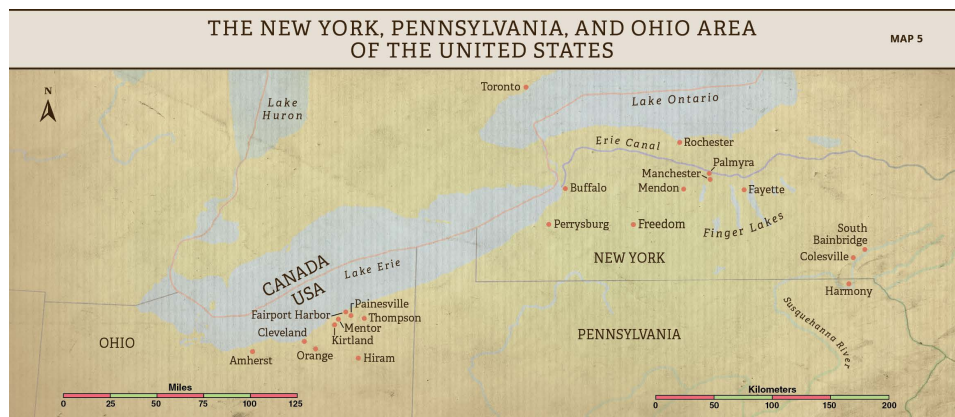 THE NEW YORK, PENNSYLVANIA, AND OHIO AREA
OF THE UNITED STATES
MAP 5
N
Lake
Huron
Toronto
Lake Ontario
Erie Canal
Rochester
Palmyra
Manchester
Mendon
Fayette
Buffalo
Perrysburg
Freedom
Finger Lakes
South
Bainbridge
Colesville
NEW YORK
CANADA
USA
Lake Erie
Harmony
Painesville
Fairport Harbor
Thompson
Mentor
Cleveland
Kirtland
OHIO
Orange
Amherst
Hiram
PENNSYLVANIA
Susquehanna River
Miles
0 25 50 75 100 125
Kilometers
0 50 100 150 200